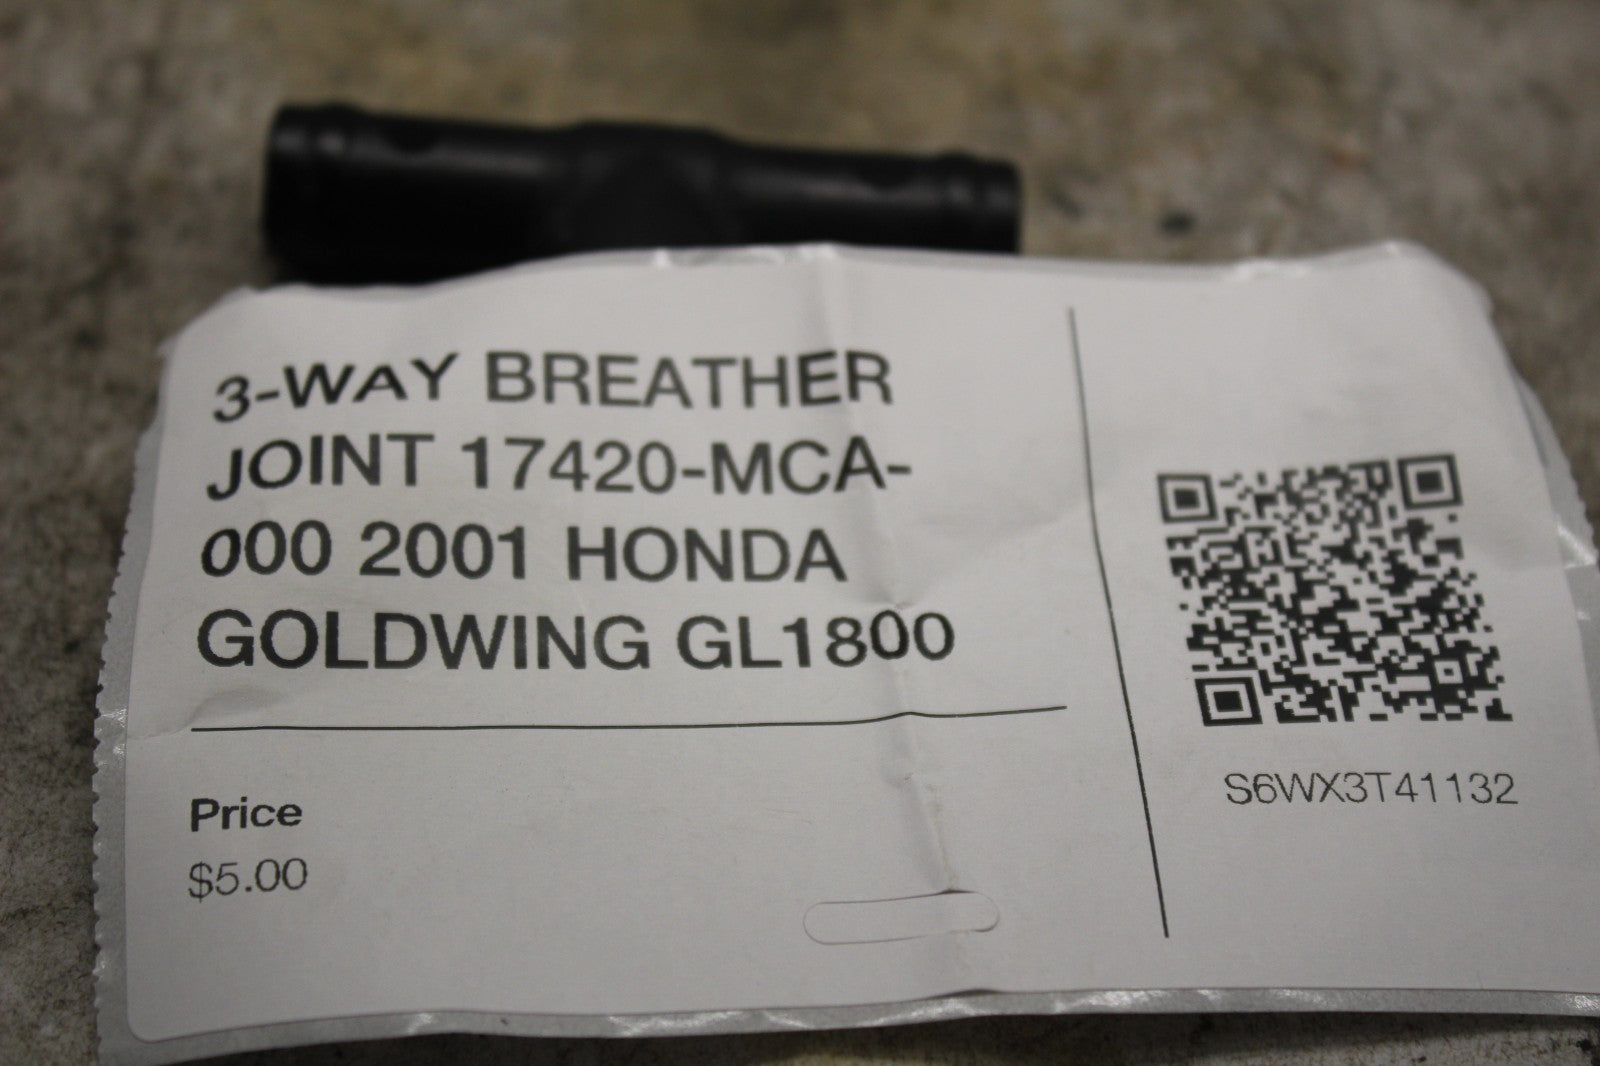 3-WAY BREATHER
JOINT 17420-MCA-
000 2001 HONDA
GOLDWING GL1800
Price
$5.00
S6WX3T41132